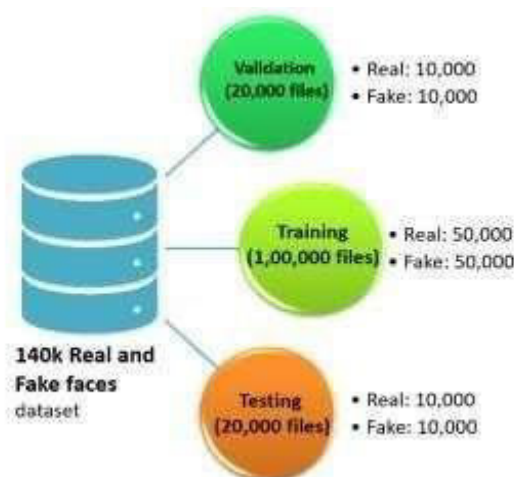 Validation
(20,000 files)
• Real: 10,000
• Fake: 10,000
Training
(1,00,000 files)
• Real: 50,000
• Fake: 50,000
140k Real and
Fake faces
dataset
Testing
(20,000 files)
• Real: 10,000
• Fake: 10,000